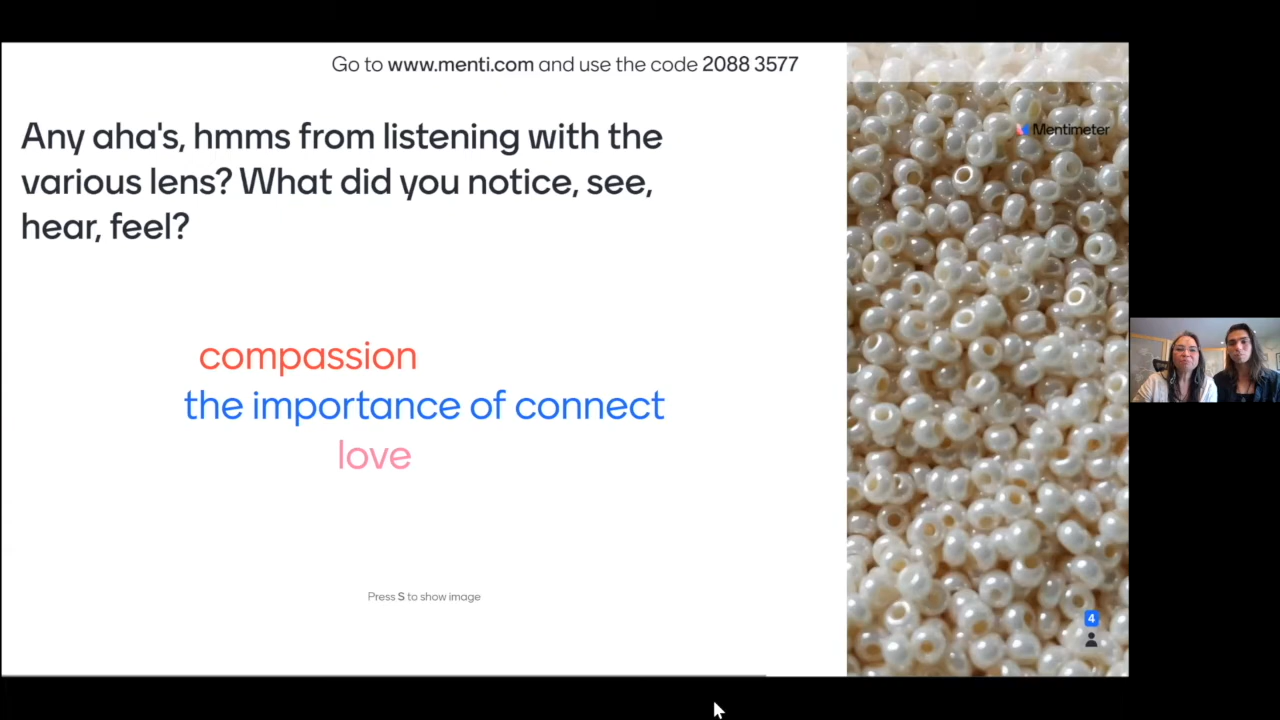 Go to www.menti.com and use the code 2088 3577
Mentimeter
Any aha's, hmms from listening with the
various lens? What did you notice, see,
hear, feel?
compassion
the importance of connect
love
Press S to show image
4